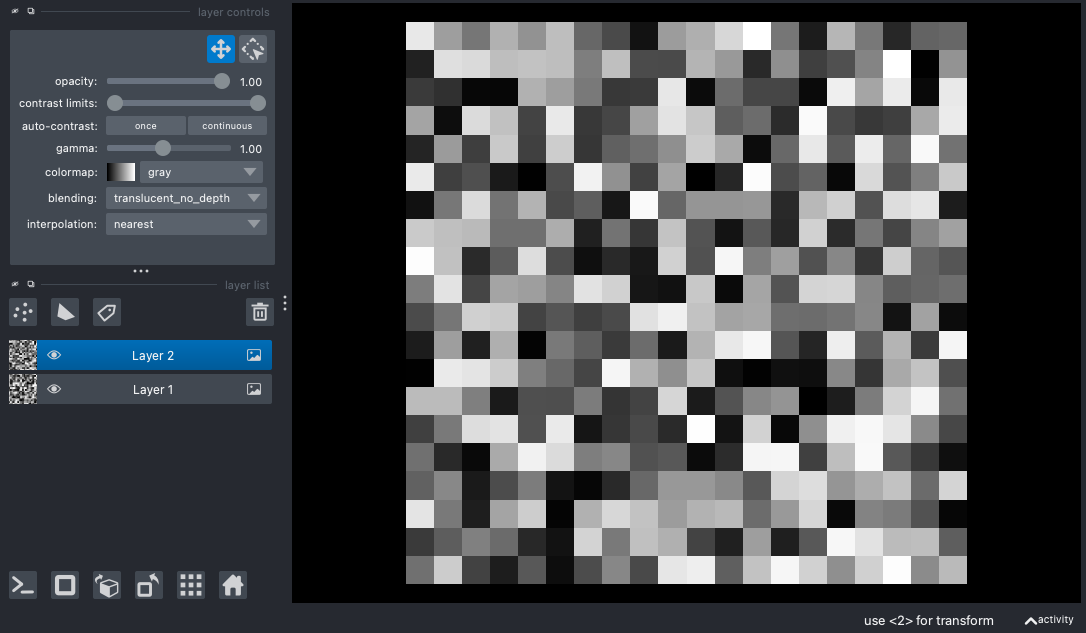 layer controls
opacity: 1.00
contrast limits:
auto-contrast: once continuous
gamma: 1.00
colormap: gray
blending: translucent_no_depth
interpolation: nearest
layer list
Layer 2
Layer 1
use <2> for transform activity